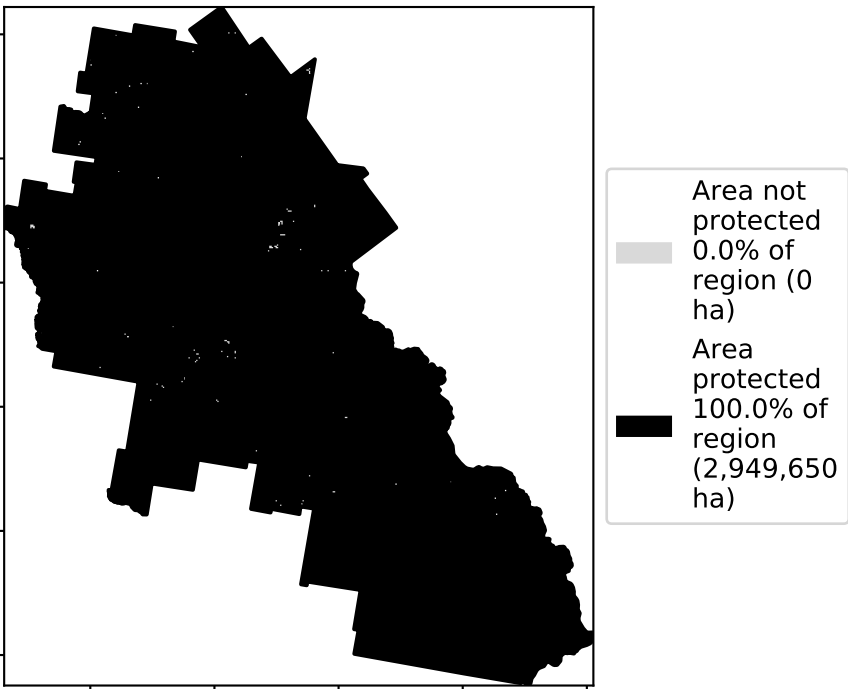 Area not
protected
0.0% of
region (0
ha)
Area
protected
100.0% of
region
(2,949,650
ha)